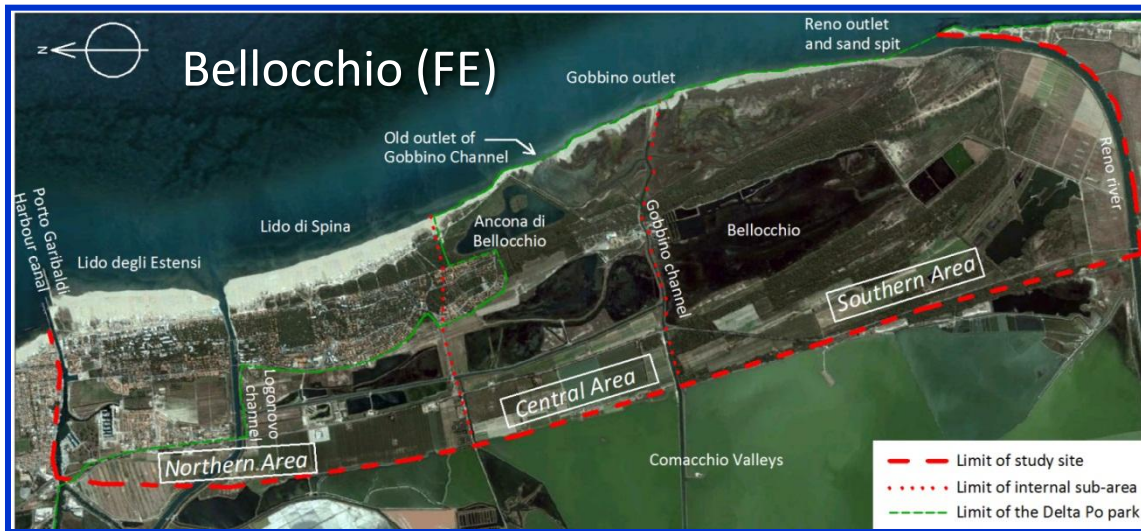 N
Bellocchio (FE)
Reno outlet
and sand spit
Gobbino outlet
Old outlet of
Gobbino Channel
Porto Garibaldi
Harbour canal
Lido degli Estensi
Lido di Spina
Ancona di
Bellocchio
Gobbino channel
Bellocchio
Reno river
Logonovo
channel
Northern Area
Central Area
Southern Area
Comacchio Valleys
Limit of study site
Limit of internal sub-area
Limit of the Delta Po park